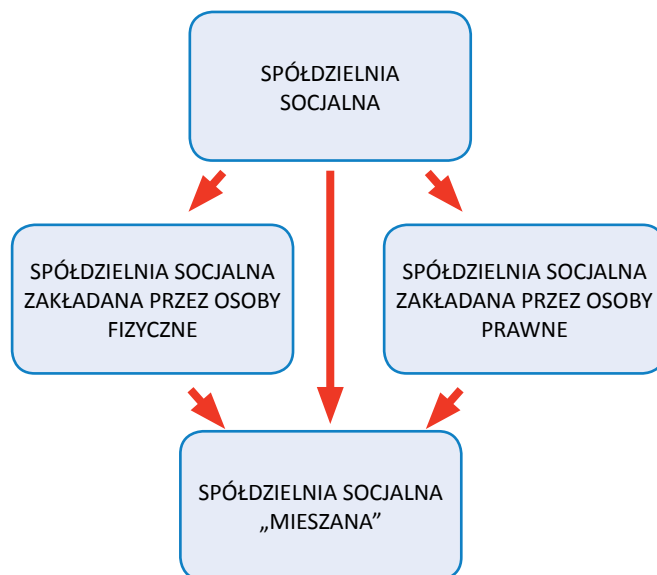 SPÓŁDZIELNIA
SOCJALNA
SPÓŁDZIELNIA SOCJALNA
ZAKŁADANA PRZEZ OSOBY
FIZYCZNE
SPÓŁDZIELNIA SOCJALNA
ZAKŁADANA PRZEZ OSOBY
PRAWNE
SPÓŁDZIELNIA SOCJALNA
„MIESZANA”